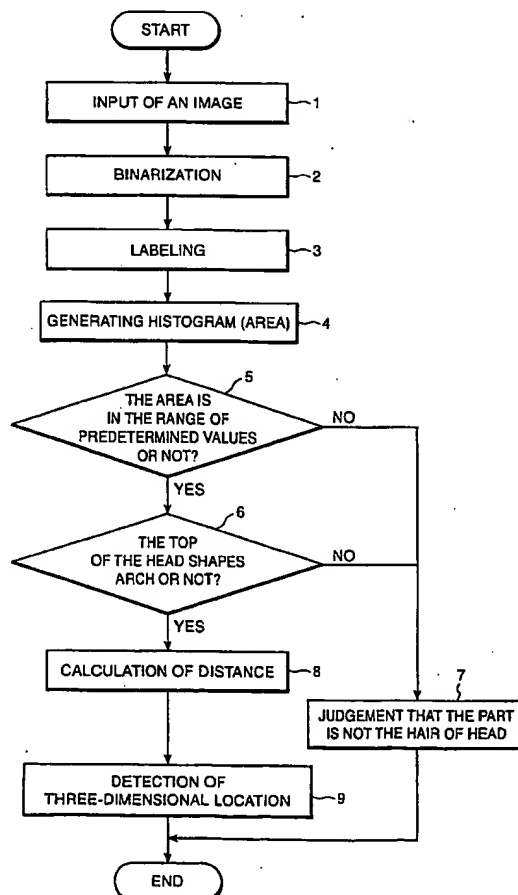 START
INPUT OF AN IMAGE
1
BINARIZATION
2
LABELING
3
GENERATING HISTOGRAM (AREA)
4
5
THE AREA IS
IN THE RANGE OF
PREDETERMINED VALUES
OR NOT?
NO
YES
6
THE TOP
OF THE HEAD SHAPES
ARCH OR NOT?
NO
YES
CALCULATION OF DISTANCE
8
7
JUDGEMENT THAT THE PART
IS NOT THE HAIR OF HEAD
DETECTION OF
THREE-DIMENSIONAL LOCATION
9
END